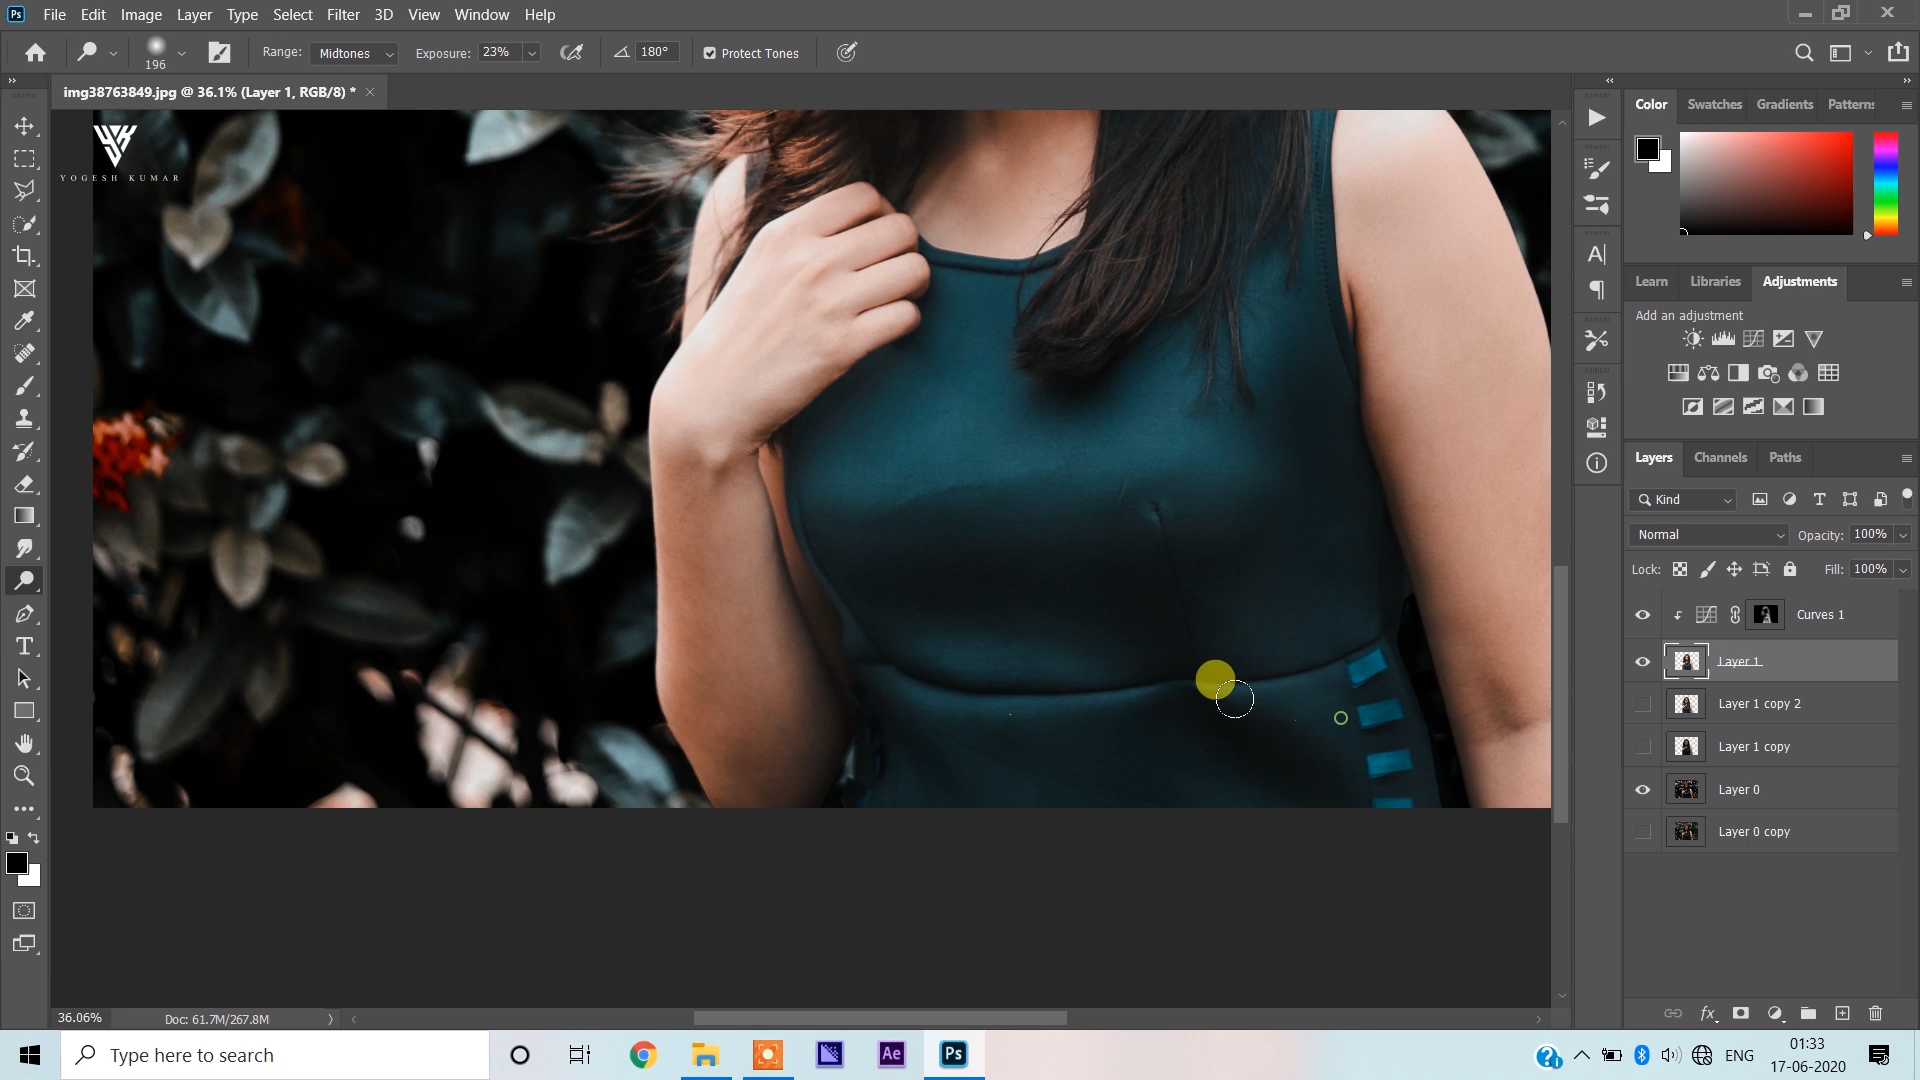 Ps File Edit Image Layer Type Select Filter 3D View Window Help
196 Range: Midtones Exposure: 23% 180° Protect Tones
img38763849.jpg @ 36.1% (Layer 1, RGB/8) * ×
YOGESH KUMAR
Color Swatches Gradients Patterns
Learn Libraries Adjustments
Add an adjustment
Layers Channels Paths
Kind
Normal Opacity: 100%
Lock: Fill: 100%
Curves 1
Layer 1
Layer 1 copy 2
Layer 1 copy
Layer 0
Layer 0 copy
36.06% Doc: 61.7M/267.8M
Type here to search
Ae Ps
ENG 01:33
17-06-2020